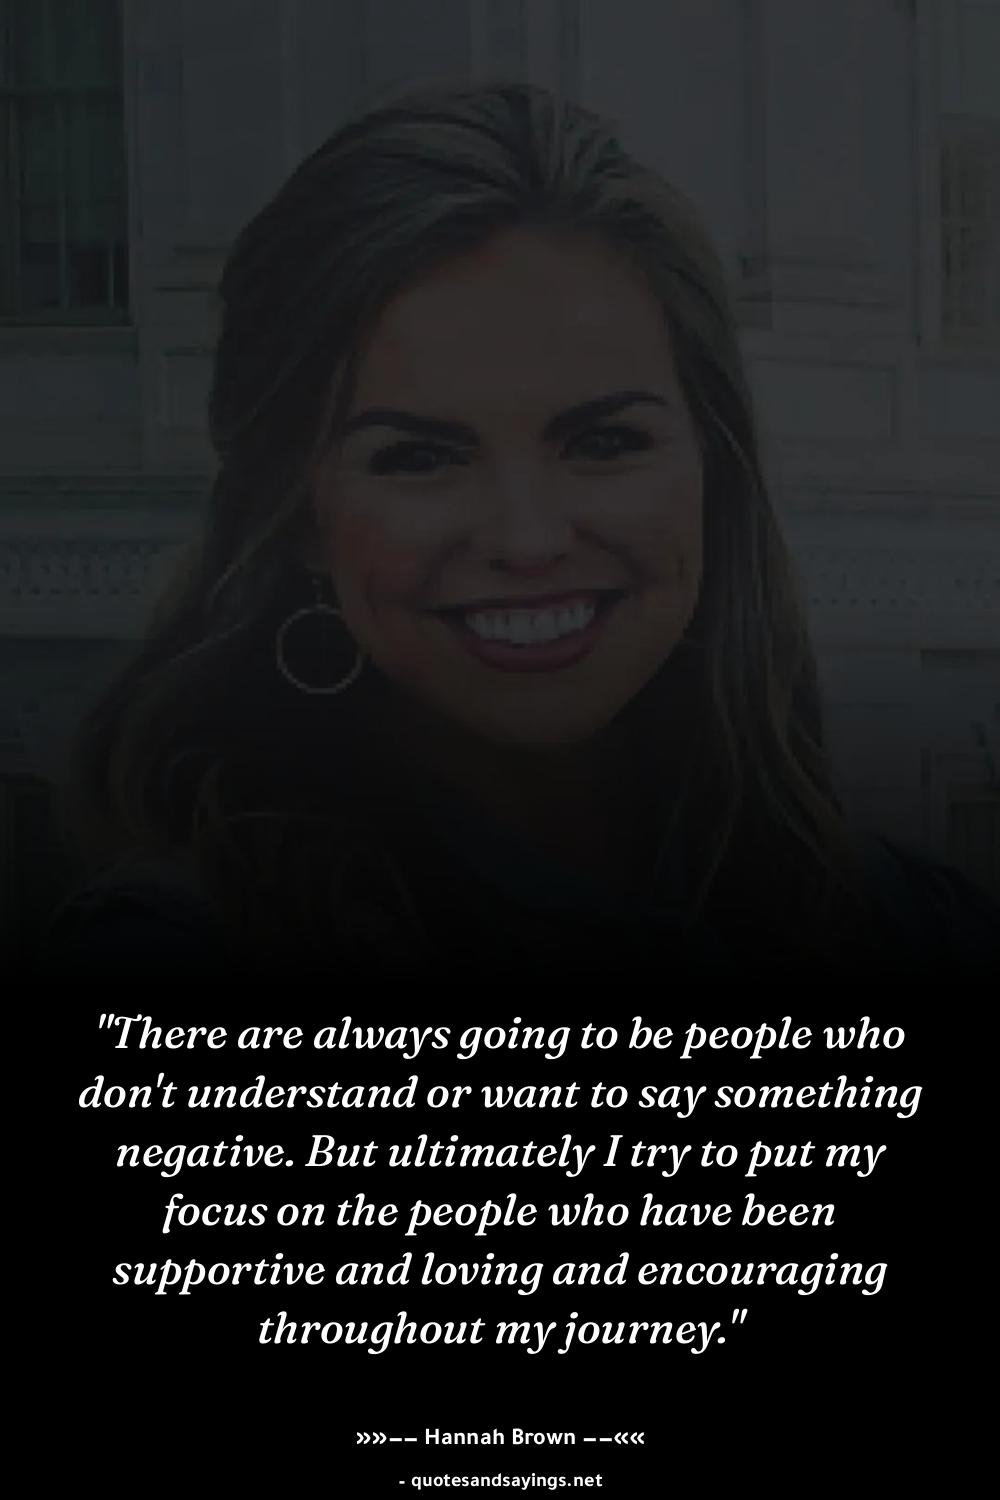 "There are always going to be people who
don't understand or want to say something
negative. But ultimately I try to put my
focus on the people who have been
supportive and loving and encouraging
throughout my journey."
»»-- Hannah Brown --««
- quotesandsayings.net